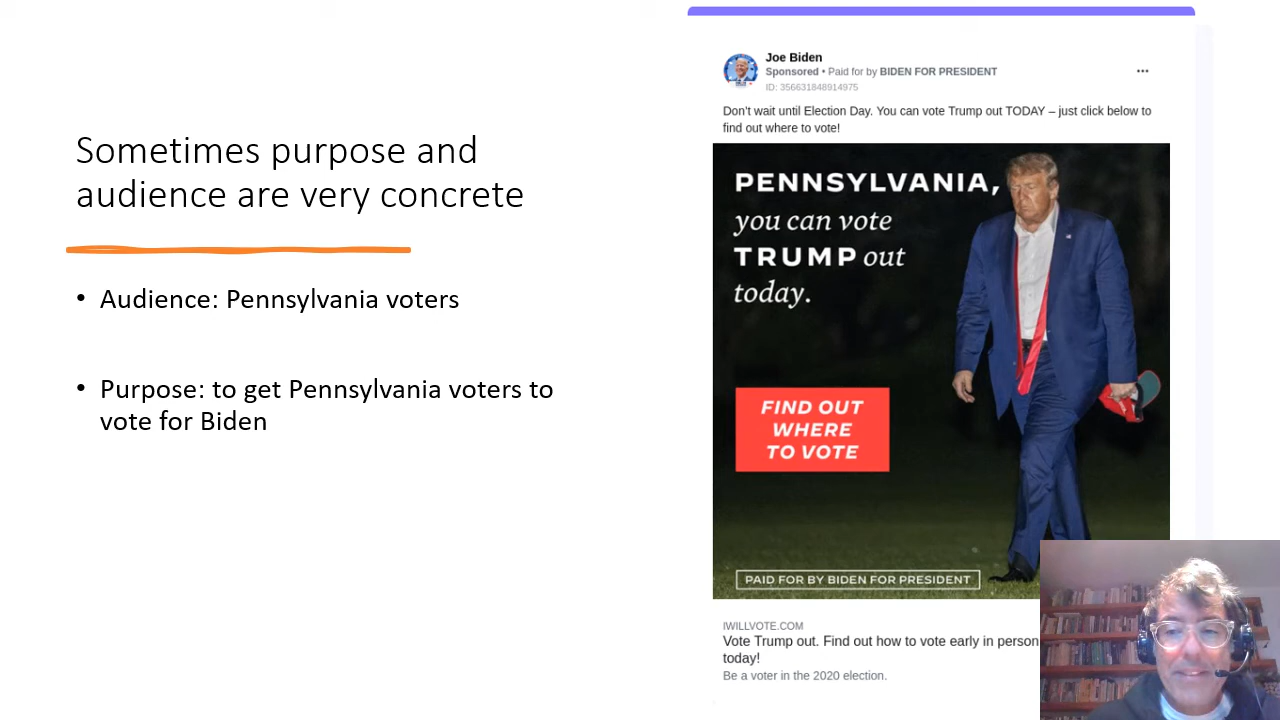 Sometimes purpose and
audience are very concrete
• Audience: Pennsylvania voters
• Purpose: to get Pennsylvania voters to
vote for Biden
Joe Biden
Sponsored • Paid for by BIDEN FOR PRESIDENT
ID: 356631848914975
Don't wait until Election Day. You can vote Trump out TODAY – just click below to
find out where to vote!
PENNSYLVANIA,
you can vote
TRUMP out
today.
FIND OUT
WHERE
TO VOTE
PAID FOR BY BIDEN FOR PRESIDENT
IWILLVOTE.COM
Vote Trump out. Find out how to vote early in person
today!
Be a voter in the 2020 election.